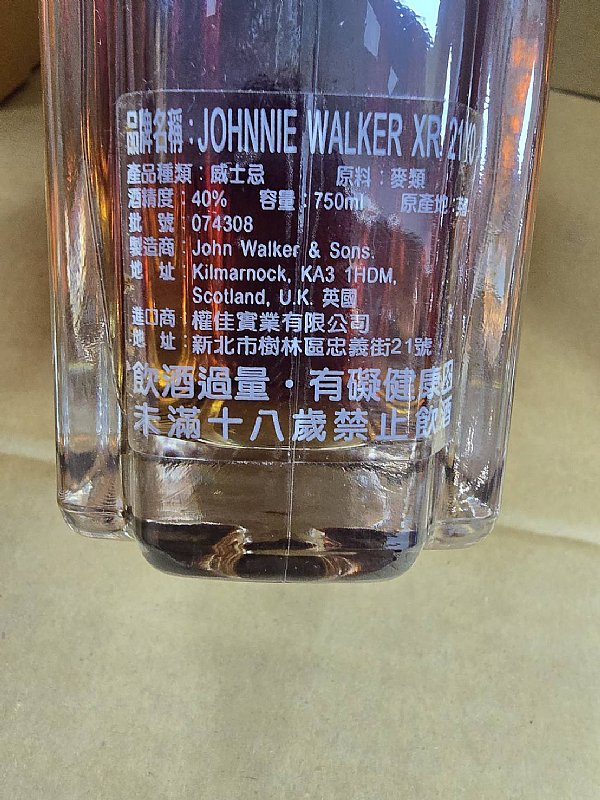 品牌名稱：JOHNNIE WALKER XR 21
產品種類：威士忌 原料：麥類
酒精度：40% 容量：750ml 原產地：
批 號：074308
製造商：John Walker & Sons.
地 址：Kilmarnock, KA3 1HDM,
Scotland, U.K. 英國
進口商：權佳實業有限公司
地 址：新北市樹林區忠義街21號
飲酒過量・有礙健康
未滿十八歲禁止飲酒